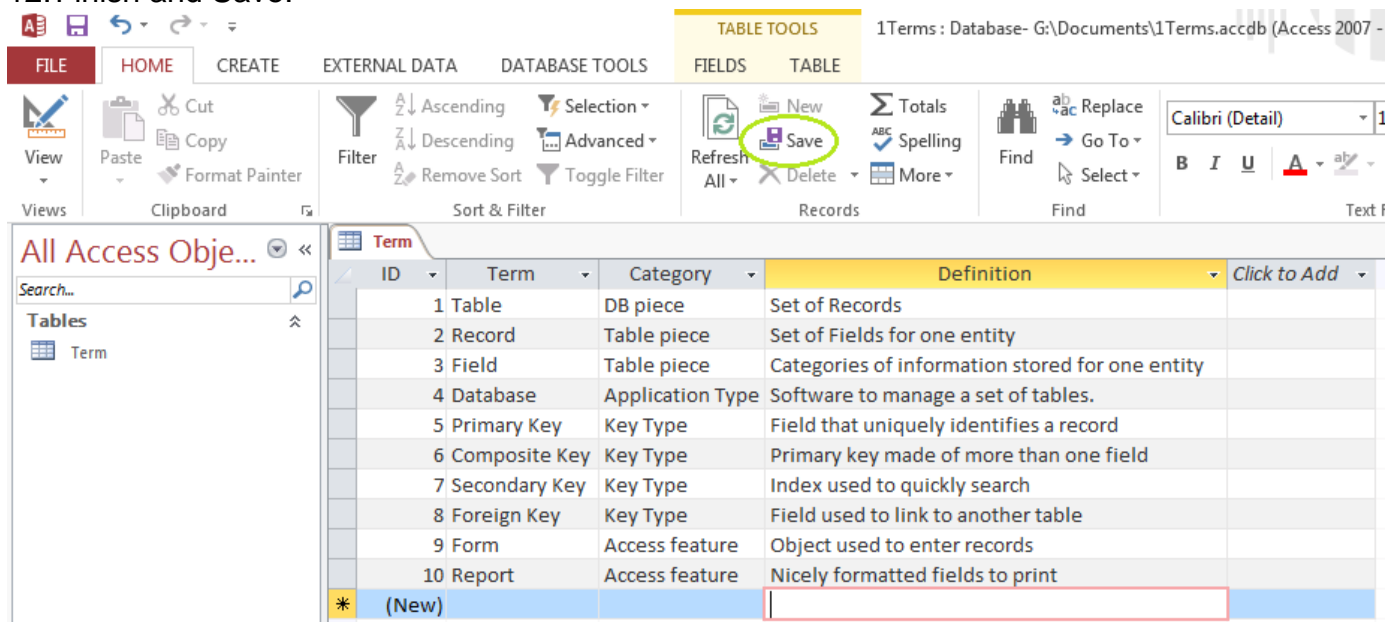 12. Finish and Save.
TABLE TOOLS 1Terms : Database- G:\Documents\1Terms.accdb (Access 2007 -
FILE HOME CREATE EXTERNAL DATA DATABASE TOOLS FIELDS TABLE
View
Views
Paste
Cut
Copy
Format Painter
Clipboard
Filter
Ascending
Descending
Remove Sort
Selection
Advanced
Toggle Filter
Sort & Filter
Refresh
All
New
Save
Delete
Totals
Spelling
More
Records
Find
Replace
Go To
Select
Find
Calibri (Detail) 1
B I U A
Text F
All Access Obje... «
Search...
Tables
Term
Term
ID Term Category Definition Click to Add
1 Table DB piece Set of Records
2 Record Table piece Set of Fields for one entity
3 Field Table piece Categories of information stored for one entity
4 Database Application Type Software to manage a set of tables.
5 Primary Key Key Type Field that uniquely identifies a record
6 Composite Key Key Type Primary key made of more than one field
7 Secondary Key Key Type Index used to quickly search
8 Foreign Key Key Type Field used to link to another table
9 Form Access feature Object used to enter records
10 Report Access feature Nicely formatted fields to print
* (New)